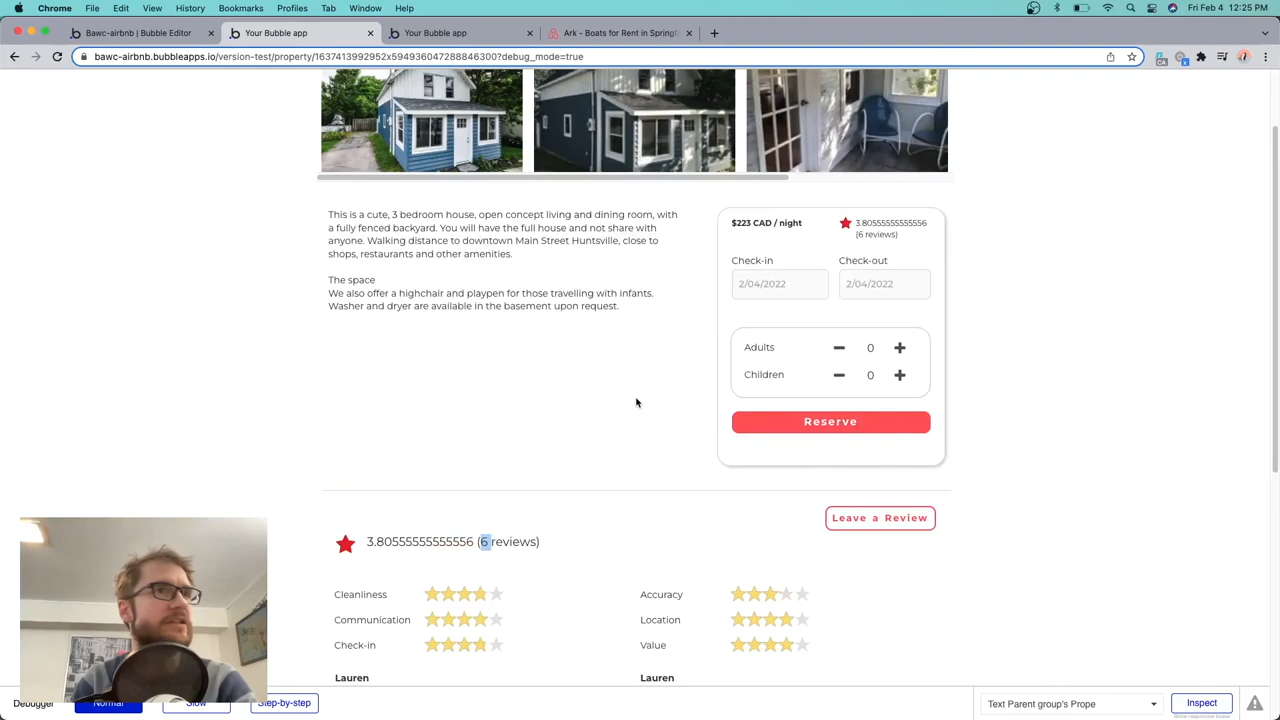 Chrome File Edit View History Bookmarks Profiles Tab Window Help Fri Feb 4 12:25 PM
Bawc-airbnb | Bubble Editor
Your Bubble app
Your Bubble app
Ark - Boats for Rent in Springf
bawc-airbnb.bubbleapps.io/version-test/property/1637413992952x594936047288846300?debug_mode=true
This is a cute, 3 bedroom house, open concept living and dining room, with
a fully fenced backyard. You will have the full house and not share with
anyone. Walking distance to downtown Main Street Huntsville, close to
shops, restaurants and other amenities.
The space
We also offer a highchair and playpen for those travelling with infants.
Washer and dryer are available in the basement upon request.
$223 CAD / night
3.80555555555556
(6 reviews)
Check-in
Check-out
2/04/2022
2/04/2022
Adults
0
Children
0
Reserve
Leave a Review
3.80555555555556 (6 reviews)
Cleanliness
Accuracy
Communication
Location
Check-in
Value
Lauren
Lauren
Debugger
Normal
Slow
Step-by-step
Text Parent group's Prope
Inspect
Show responsive boxes